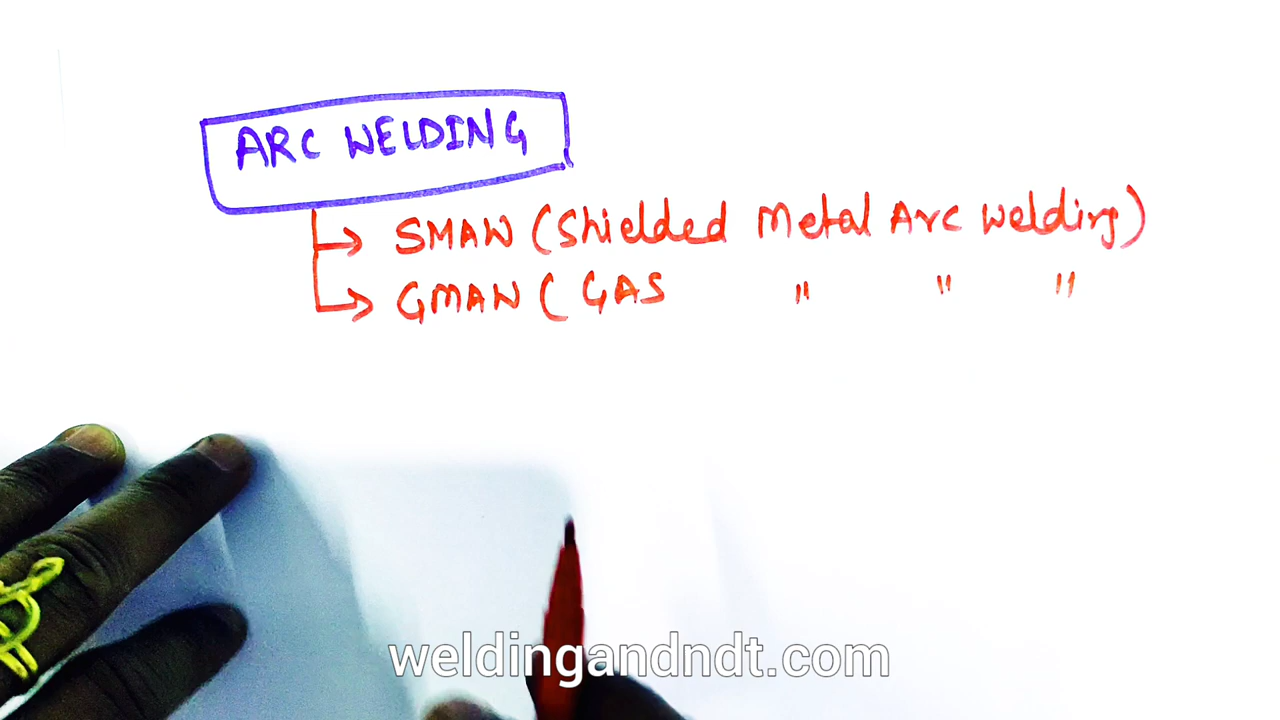 ARC WELDING
→ SMAW (Shielded Metal Arc Welding)
→ GMAW ( GAS " " "
weldingandndt.com